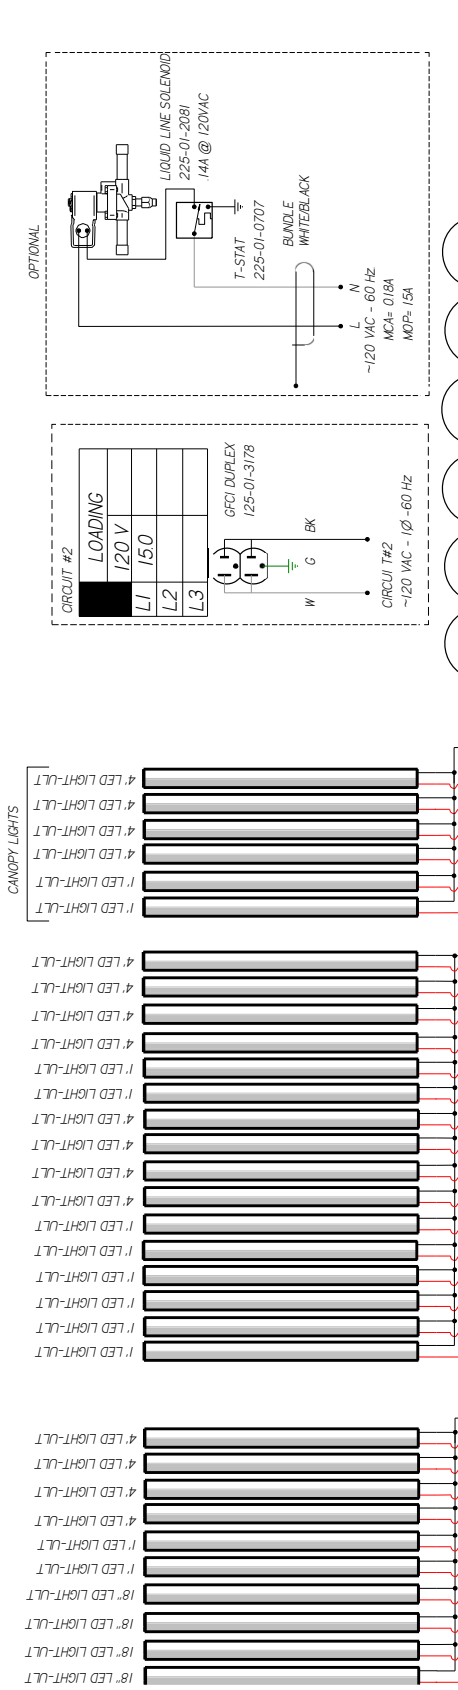 OPTIONAL
LIQUID LINE SOLENOID
225-01-2081
.14A @ 120VAC
T-STAT
225-01-0707
BUNDLE
WHITE/BLACK
L N
~120 VAC - 60 Hz
MCA= 0.18A
MOP= 15A
CIRCUIT #2
LOADING
120 V
L1 15.0
L2
L3
GFCI DUPLEX
125-01-3178
W G BK
CIRCUI T#2
~120 VAC - 1Ø -60 Hz
CANOPY LIGHTS
4' LED LIGHT-ULT
4' LED LIGHT-ULT
4' LED LIGHT-ULT
4' LED LIGHT-ULT
1' LED LIGHT-ULT
1' LED LIGHT-ULT
4' LED LIGHT-ULT
4' LED LIGHT-ULT
4' LED LIGHT-ULT
4' LED LIGHT-ULT
1' LED LIGHT-ULT
1' LED LIGHT-ULT
4' LED LIGHT-ULT
4' LED LIGHT-ULT
4' LED LIGHT-ULT
4' LED LIGHT-ULT
1' LED LIGHT-ULT
1' LED LIGHT-ULT
1' LED LIGHT-ULT
1' LED LIGHT-ULT
1' LED LIGHT-ULT
1' LED LIGHT-ULT
4' LED LIGHT-ULT
4' LED LIGHT-ULT
4' LED LIGHT-ULT
4' LED LIGHT-ULT
1' LED LIGHT-ULT
1' LED LIGHT-ULT
18" LED LIGHT-ULT
18" LED LIGHT-ULT
18" LED LIGHT-ULT
18" LED LIGHT-ULT